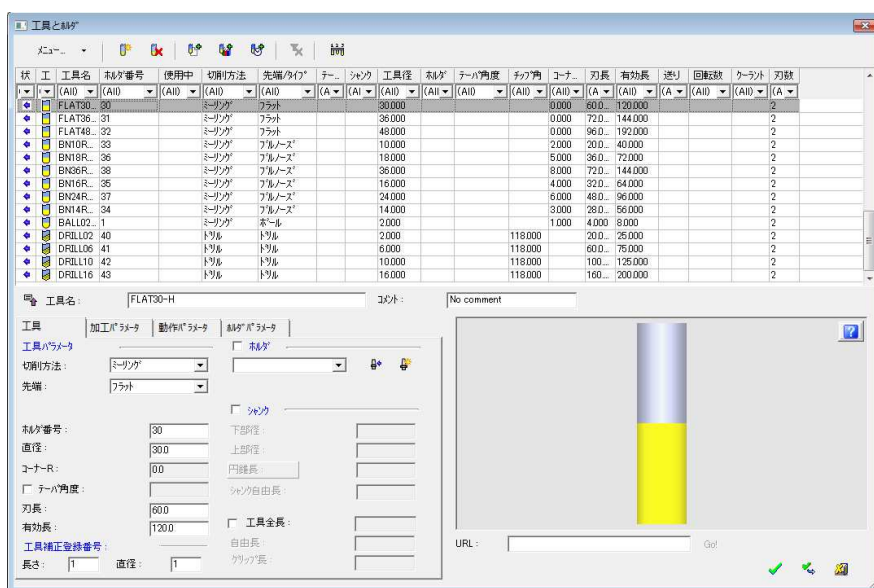 工具とﾎﾙﾀﾞ
ﾒﾆｭｰ...
状 工 工具名 ﾎﾙﾀﾞ番号 使用中 切削方法 先端/ﾀｲﾌﾟ ﾃｰ... ｼｬﾝｸ 工具径 ﾎﾙﾀﾞ ﾃｰﾊﾟ角度 ﾁｯﾌﾟ角 ｺｰﾅ... 刃長 有効長 送り 回転数 ｸｰﾗﾝﾄ 刃数
(All) (All) (All) (All) (All) (A (Al (All) (All (All) (All) (All) (A (All) (All) (All) (All) (A
FLAT30... 30 ﾐｰﾘﾝｸﾞ ﾌﾗｯﾄ 30.000 0.000 60.0... 120.000 2
FLAT36... 31 ﾐｰﾘﾝｸﾞ ﾌﾗｯﾄ 36.000 0.000 72.0... 144.000 2
FLAT48... 32 ﾐｰﾘﾝｸﾞ ﾌﾗｯﾄ 48.000 0.000 96.0... 192.000 2
BN10R... 33 ﾐｰﾘﾝｸﾞ ﾌﾞﾙﾉｰｽﾞ 10.000 2.000 20.0... 40.000 2
BN18R... 36 ﾐｰﾘﾝｸﾞ ﾌﾞﾙﾉｰｽﾞ 18.000 5.000 36.0... 72.000 2
BN36R... 38 ﾐｰﾘﾝｸﾞ ﾌﾞﾙﾉｰｽﾞ 36.000 8.000 72.0... 144.000 2
BN16R... 35 ﾐｰﾘﾝｸﾞ ﾌﾞﾙﾉｰｽﾞ 16.000 4.000 32.0... 64.000 2
BN24R... 37 ﾐｰﾘﾝｸﾞ ﾌﾞﾙﾉｰｽﾞ 24.000 6.000 48.0... 96.000 2
BN14R... 34 ﾐｰﾘﾝｸﾞ ﾌﾞﾙﾉｰｽﾞ 14.000 3.000 28.0... 56.000 2
BALL02... 1 ﾐｰﾘﾝｸﾞ ﾎﾞｰﾙ 2.000 1.000 4.000 8.000 2
DRILL02 40 ﾄﾞﾘﾙ ﾄﾞﾘﾙ 2.000 118.000 20.0... 25.000 2
DRILL06 41 ﾄﾞﾘﾙ ﾄﾞﾘﾙ 6.000 118.000 60.0... 75.000 2
DRILL10 42 ﾄﾞﾘﾙ ﾄﾞﾘﾙ 10.000 118.000 100.... 125.000 2
DRILL16 43 ﾄﾞﾘﾙ ﾄﾞﾘﾙ 16.000 118.000 160.... 200.000 2
工具名: FLAT30-H ｺﾒﾝﾄ: No comment
工具 加工ﾊﾟﾗﾒｰﾀ 動作ﾊﾟﾗﾒｰﾀ ﾎﾙﾀﾞﾊﾟﾗﾒｰﾀ
工具ﾊﾟﾗﾒｰﾀ ﾎﾙﾀﾞ
切削方法: ﾐｰﾘﾝｸﾞ
先端: ﾌﾗｯﾄ
ｼｬﾝｸ
ﾎﾙﾀﾞ番号: 30 下部径:
直径: 30.0 上部径:
ｺｰﾅｰR: 0.0 円錐長:
ﾃｰﾊﾟ角度: ｼｬﾝｸ自由長:
刃長: 60.0
有効長: 120.0 工具全長:
工具補正登録番号: 自由長:
長さ: 1 直径: 1 ｸﾘｯﾌﾟ長:
URL: Go!